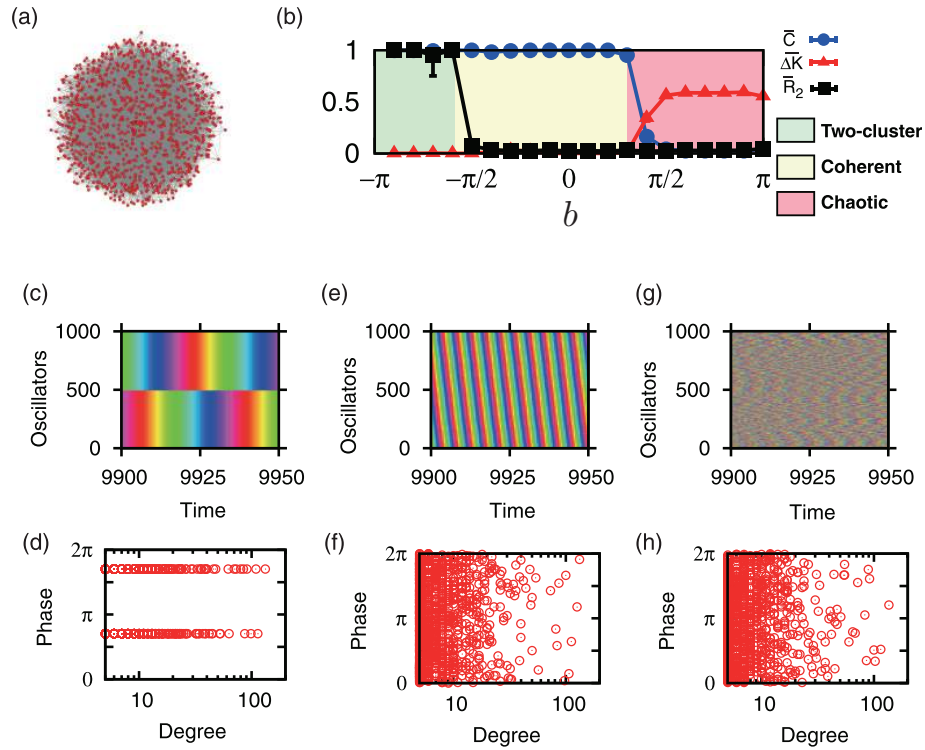 (a)
(b)
1
0.5
0
−π
−π/2
0
π/2
π
b
C̄
Δ̅K̅
R̄₂
Two-cluster
Coherent
Chaotic
(c)
Oscillators
1000
500
0
9900
9925
9950
Time
(e)
Oscillators
1000
500
0
9900
9925
9950
Time
(g)
Oscillators
1000
500
0
9900
9925
9950
Time
(d)
Phase
2π
π
0
10
100
Degree
(f)
Phase
2π
π
0
10
100
Degree
(h)
Phase
2π
π
0
10
100
Degree